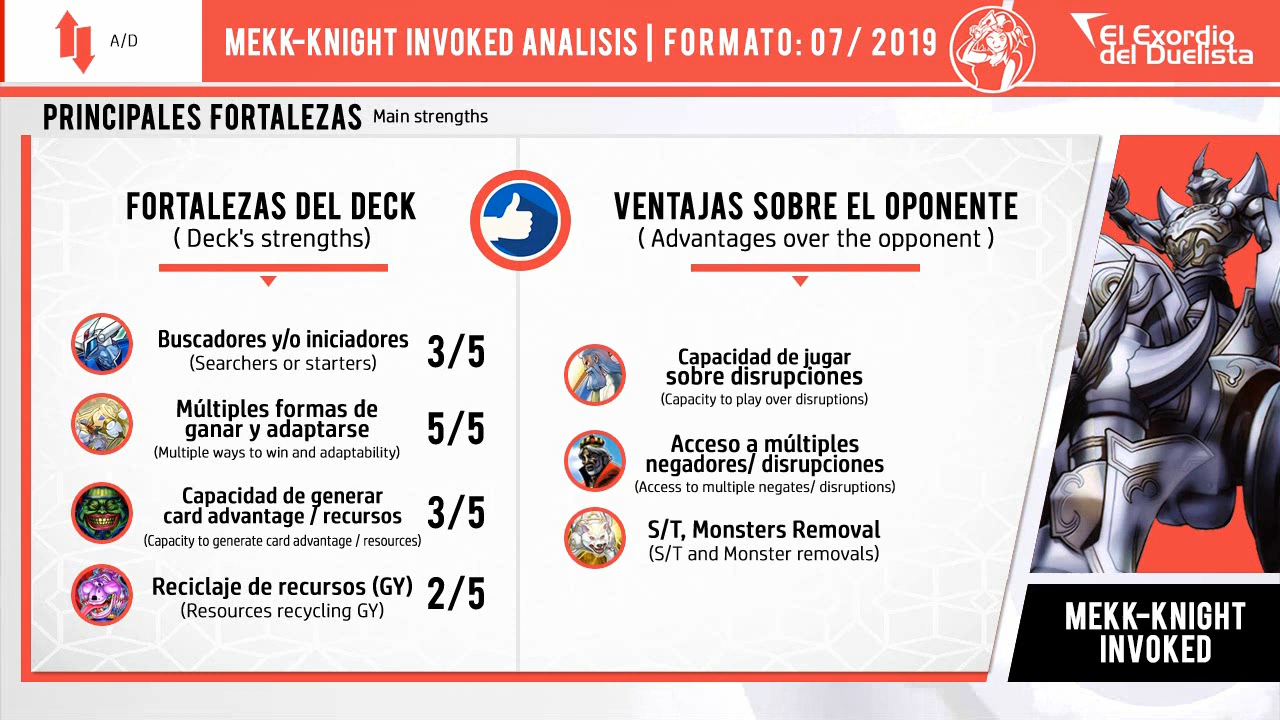 A/D
MEKK-KNIGHT INVOKED ANALISIS | FORMATO: 07/ 2019
El Exordio
del Duelista
PRINCIPALES FORTALEZAS Main strengths
FORTALEZAS DEL DECK
( Deck's strengths)
Buscadores y/o iniciadores
(Searchers or starters)
3/5
Múltiples formas de
ganar y adaptarse
(Multiple ways to win and adaptability)
5/5
Capacidad de generar
card advantage / recursos
(Capacity to generate card advantage / resources)
3/5
Reciclaje de recursos (GY)
(Resources recycling GY)
2/5
VENTAJAS SOBRE EL OPONENTE
( Advantages over the opponent )
Capacidad de jugar
sobre disrupciones
(Capacity to play over disruptions)
Acceso a múltiples
negadores/ disrupciones
(Access to multiple negates/ disruptions)
S/T, Monsters Removal
(S/T and Monster removals)
MEKK-KNIGHT
INVOKED